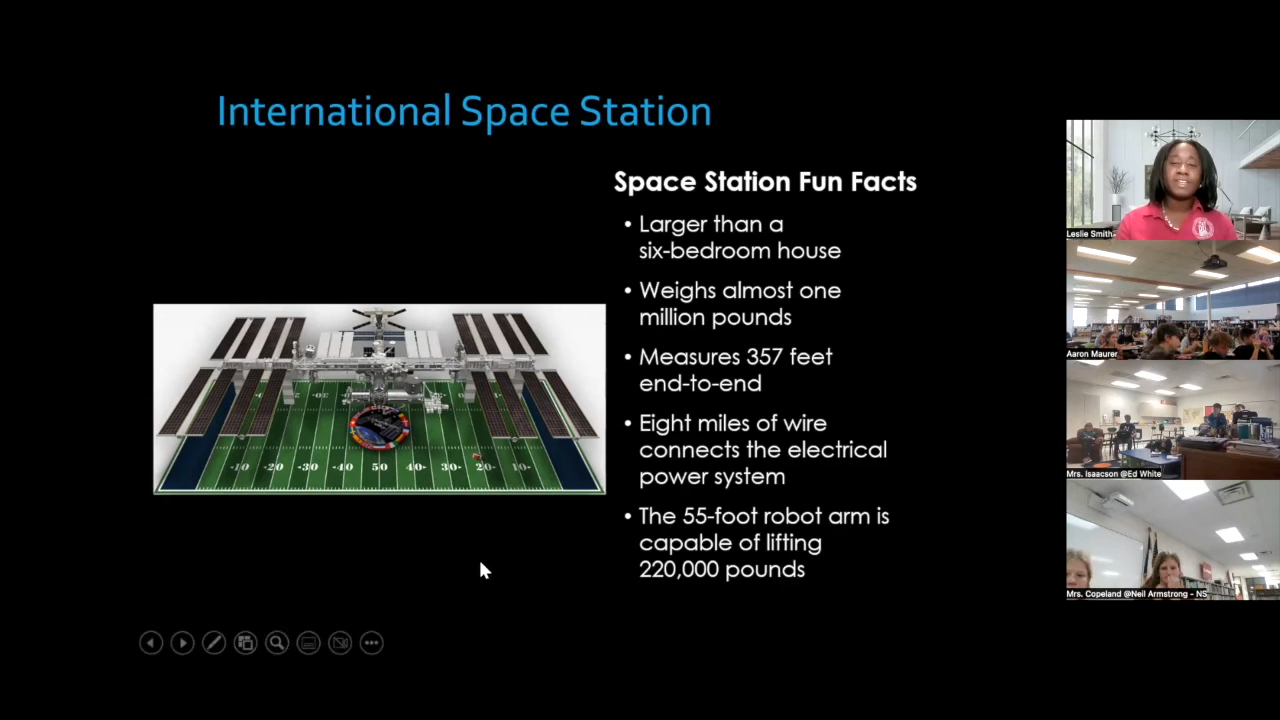 International Space Station
Space Station Fun Facts
• Larger than a
six-bedroom house
• Weighs almost one
million pounds
• Measures 357 feet
end-to-end
• Eight miles of wire
connects the electrical
power system
• The 55-foot robot arm is
capable of lifting
220,000 pounds
10 20 30 40 50 40 30 20 10
Leslie Smith
Aaron Maurer
Mrs. Isaacson @Ed White
Mrs. Copeland @Neil Armstrong - NS